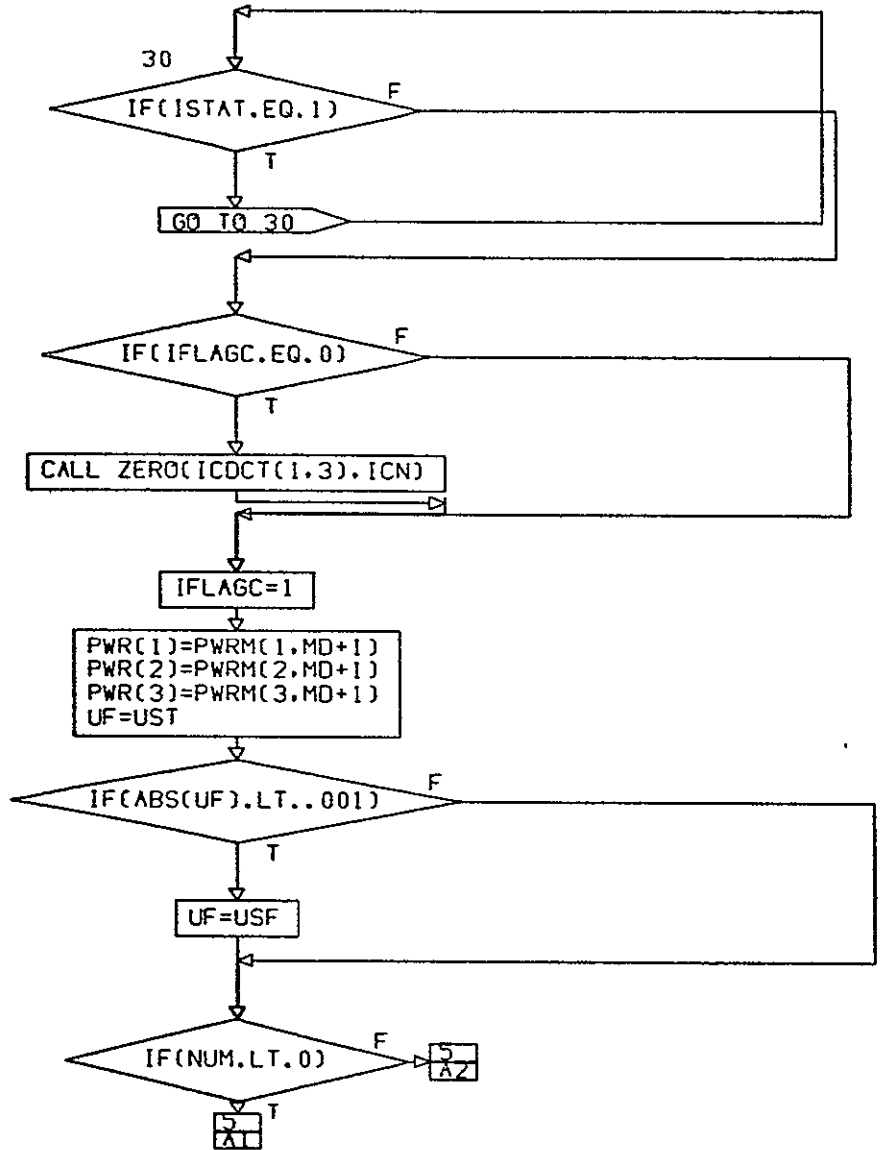 30
IF(ISTAT.EQ.1)
F
T
GO TO 30
IF(IFLAGC.EQ.0)
F
T
CALL ZERO(ICDCT(1,3),ICN)
IFLAGC=1
PWR(1)=PWRM(1,MD+1)
PWR(2)=PWRM(2,MD+1)
PWR(3)=PWRM(3,MD+1)
UF=UST
IF(ABS(UF).LT..001)
F
T
UF=USF
IF(NUM.LT.0)
F
5
A2
T
5
A1